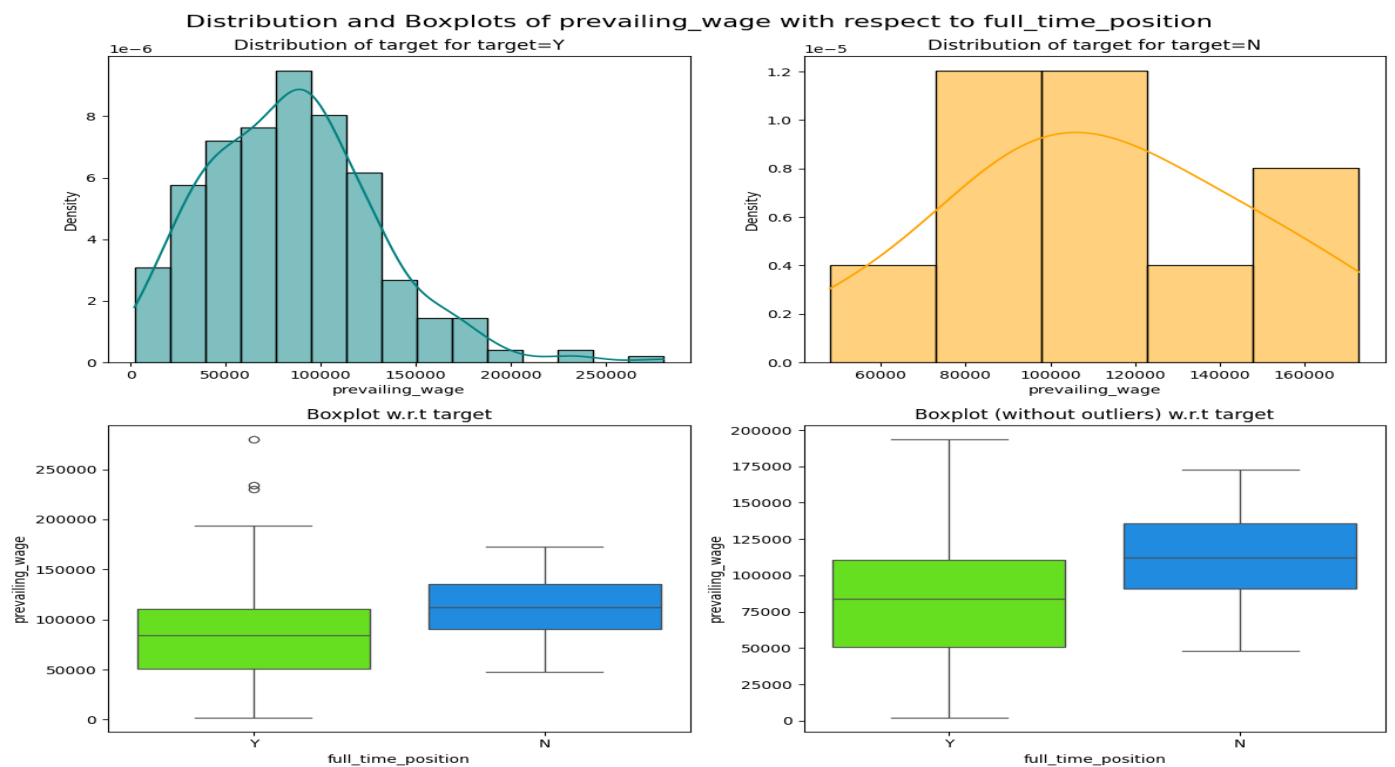 Distribution and Boxplots of prevailing_wage with respect to full_time_position
Distribution of target for target=Y
1e−6
Density
8
6
4
2
0
0 50000 100000 150000 200000 250000
prevailing_wage
Distribution of target for target=N
1e−5
Density
1.2
1.0
0.8
0.6
0.4
0.2
0.0
60000 80000 100000 120000 140000 160000
prevailing_wage
Boxplot w.r.t target
prevailing_wage
250000
200000
150000
100000
50000
0
Y N
full_time_position
Boxplot (without outliers) w.r.t target
prevailing_wage
200000
175000
150000
125000
100000
75000
50000
25000
0
Y N
full_time_position